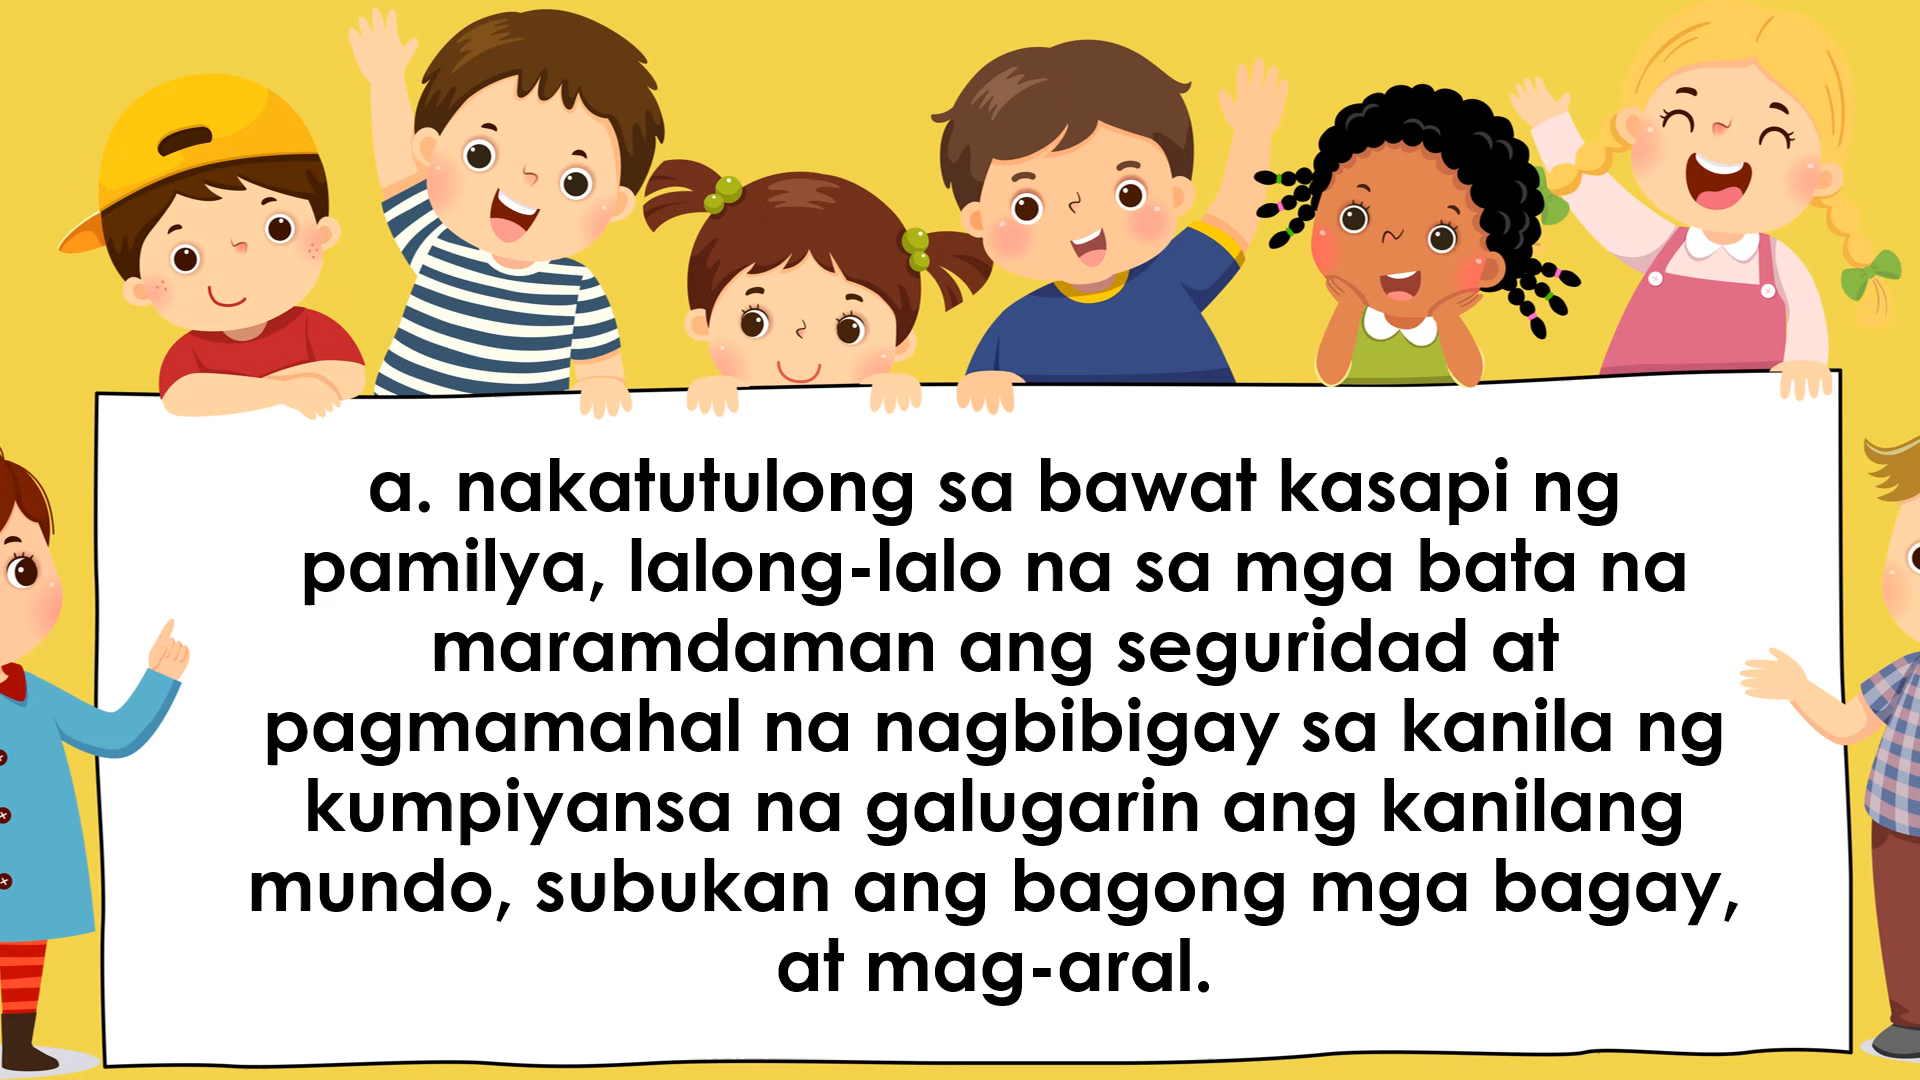 a. nakatutulong sa bawat kasapi ng
pamilya, lalong-lalo na sa mga bata na
maramdaman ang seguridad at
pagmamahal na nagbibigay sa kanila ng
kumpiyansa na galugarin ang kanilang
mundo, subukan ang bagong mga bagay,
at mag-aral.